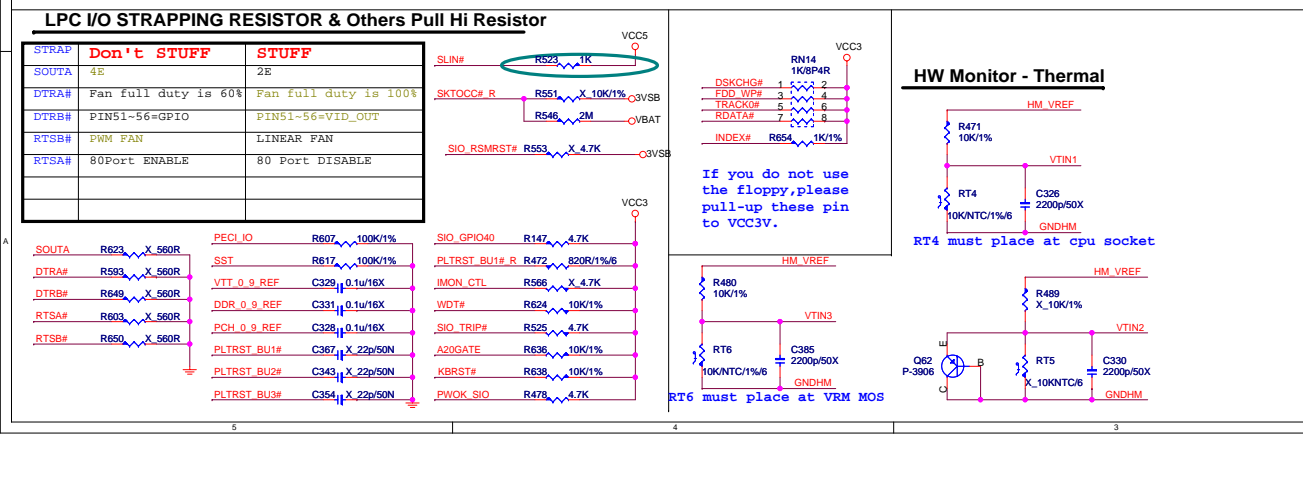 LPC I/O STRAPPING RESISTOR & Others Pull Hi Resistor
STRAP Don't STUFF STUFF
SOUTA 4E 2E
DTRA# Fan full duty is 60% Fan full duty is 100%
DTRB# PIN51~56=GPIO PIN51~56=VID_OUT
RTSB# PWM FAN LINEAR FAN
RTSA# 80Port ENABLE 80 Port DISABLE
SOUTA R623 X_560R
DTRA# R593 X_560R
DTRB# R649 X_560R
RTSA# R603 X_560R
RTSB# R650 X_560R
PECI_IO R607 100K/1%
SST R617 100K/1%
VTT_0_9_REF C329 0.1u/16X
DDR_0_9_REF C331 0.1u/16X
PCH_0_9_REF C328 0.1u/16X
PLTRST_BU1# C367 X_22p/50N
PLTRST_BU2# C343 X_22p/50N
PLTRST_BU3# C354 X_22p/50N
VCC5
SLIN# R523 1K
SKTOCC#_R R551 X_10K/1% 3VSB
R546 2M VBAT
SIO_RSMRST# R553 X_4.7K 3VSB
VCC3
SIO_GPIO40 R147 4.7K
PLTRST_BU1#_R R472 820R/1%/6
IMON_CTL R566 X_4.7K
WDT# R624 10K/1%
SIO_TRIP# R525 4.7K
A20GATE R636 10K/1%
KBRST# R638 10K/1%
PWOK_SIO R478 4.7K
VCC3
RN14
1K/8P4R
DSKCHG# 1 2
FDD_WP# 3 4
TRACK0# 5 6
RDATA# 7 8
INDEX# R654 1K/1%
If you do not use
the floppy,please
pull-up these pin
to VCC3V.
HM_VREF
R480
10K/1%
VTIN3
RT6
10K/NTC/1%/6
C385
2200p/50X
GNDHM
RT6 must place at VRM MOS
HW Monitor - Thermal
HM_VREF
R471
10K/1%
VTIN1
RT4
10K/NTC/1%/6
C326
2200p/50X
GNDHM
RT4 must place at cpu socket
HM_VREF
R489
X_10K/1%
VTIN2
Q62
P-3906
E
B
C
RT5
X_10KNTC/6
C330
2200p/50X
GNDHM
A
5 4 3